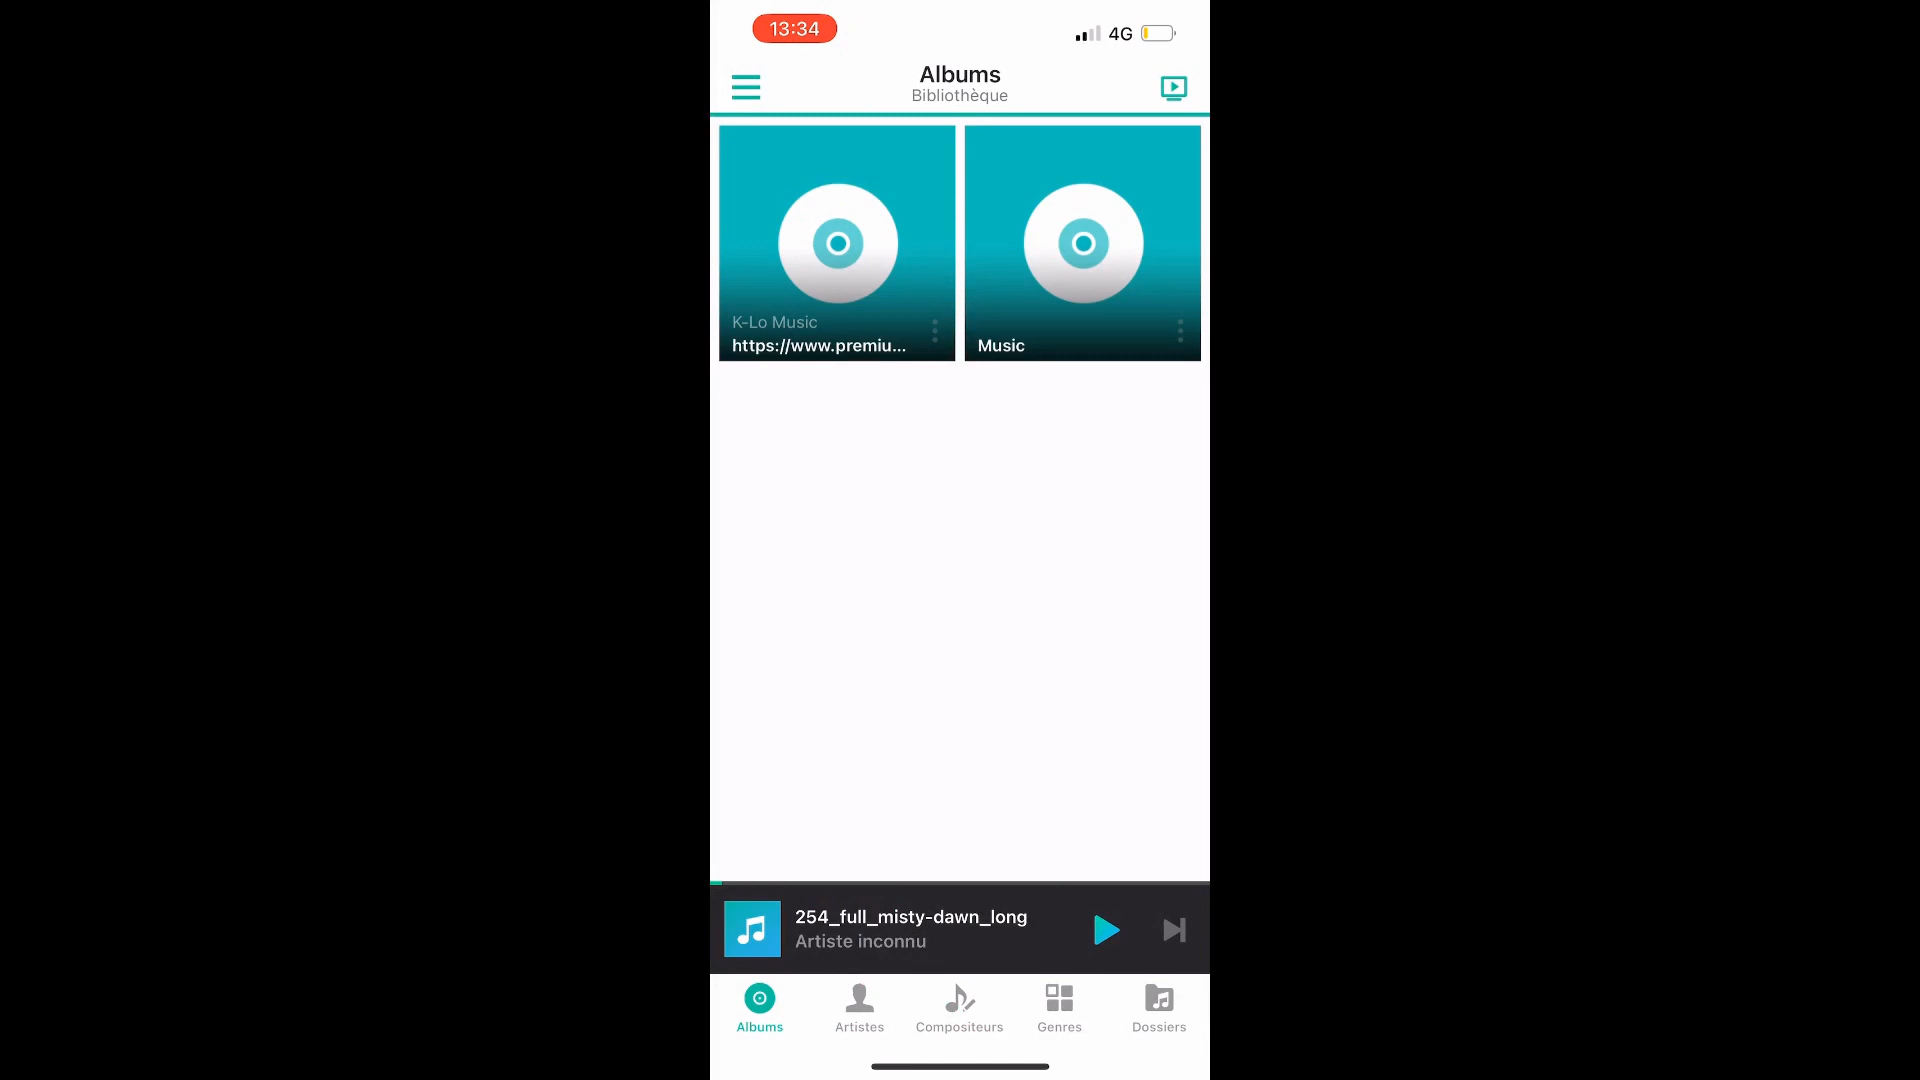 13:34
4G
Albums
Bibliothèque
K-Lo Music
https://www.premiu...
Music
254_full_misty-dawn_long
Artiste inconnu
Albums
Artistes
Compositeurs
Genres
Dossiers